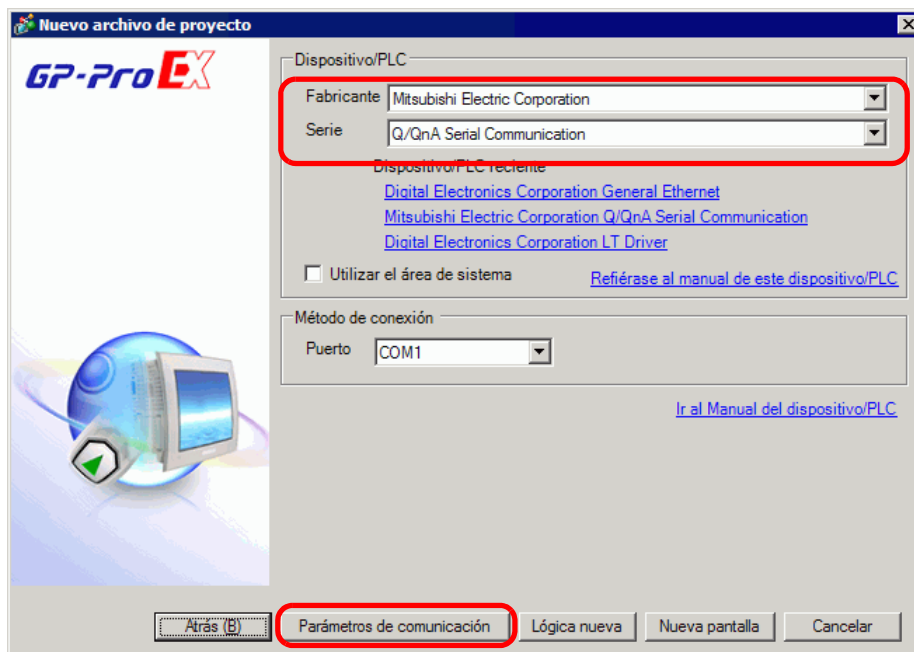 Nuevo archivo de proyecto
GP-Pro EX
Dispositivo/PLC
Fabricante Mitsubishi Electric Corporation
Serie Q/QnA Serial Communication
Dispositivo/PLC reciente
Digital Electronics Corporation General Ethernet
Mitsubishi Electric Corporation Q/QnA Serial Communication
Digital Electronics Corporation LT Driver
Utilizar el área de sistema Refiérase al manual de este dispositivo/PLC
Método de conexión
Puerto COM1
Ir al Manual del dispositivo/PLC
Atrás (B) Parámetros de comunicación Lógica nueva Nueva pantalla Cancelar